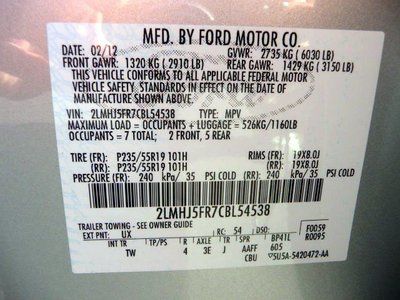 MFD. BY FORD MOTOR CO.
DATE: 02/12 GVWR: 2735 KG ( 6030 LB)
FRONT GAWR: 1320 KG ( 2910 LB) REAR GAWR: 1429 KG ( 3150 LB)
THIS VEHICLE CONFORMS TO ALL APPLICABLE FEDERAL MOTOR
VEHICLE SAFETY STANDARDS IN EFFECT ON THE DATE OF
MANUFACTURE SHOWN ABOVE.
VIN: 2LMHJ5FR7CBL54538 TYPE: MPV
MAXIMUM LOAD = OCCUPANTS + LUGGAGE = 526KG/1160LB
OCCUPANTS = 7 TOTAL; 2 FRONT, 5 REAR
TIRE (FR): P235/55R19 101H RIMS (FR): 19X8.0J
TIRE (RR): P235/55R19 101H (RR): 19X8.0J
PRESSURE (FR): 240 kPa/ 35 PSI COLD (RR): 240 kPa/ 35 PSI COLD
2LMHJ5FR7CBL54538
TRAILER TOWING - SEE OWNER GUIDE F0059
EXT PNT: UX RC: 54 DSO: R0095
INT TR TP/PS R AXLE TR SPR BP41L
TW 4 3E J AAFF 605
CBU 5U5A-5420472-AA